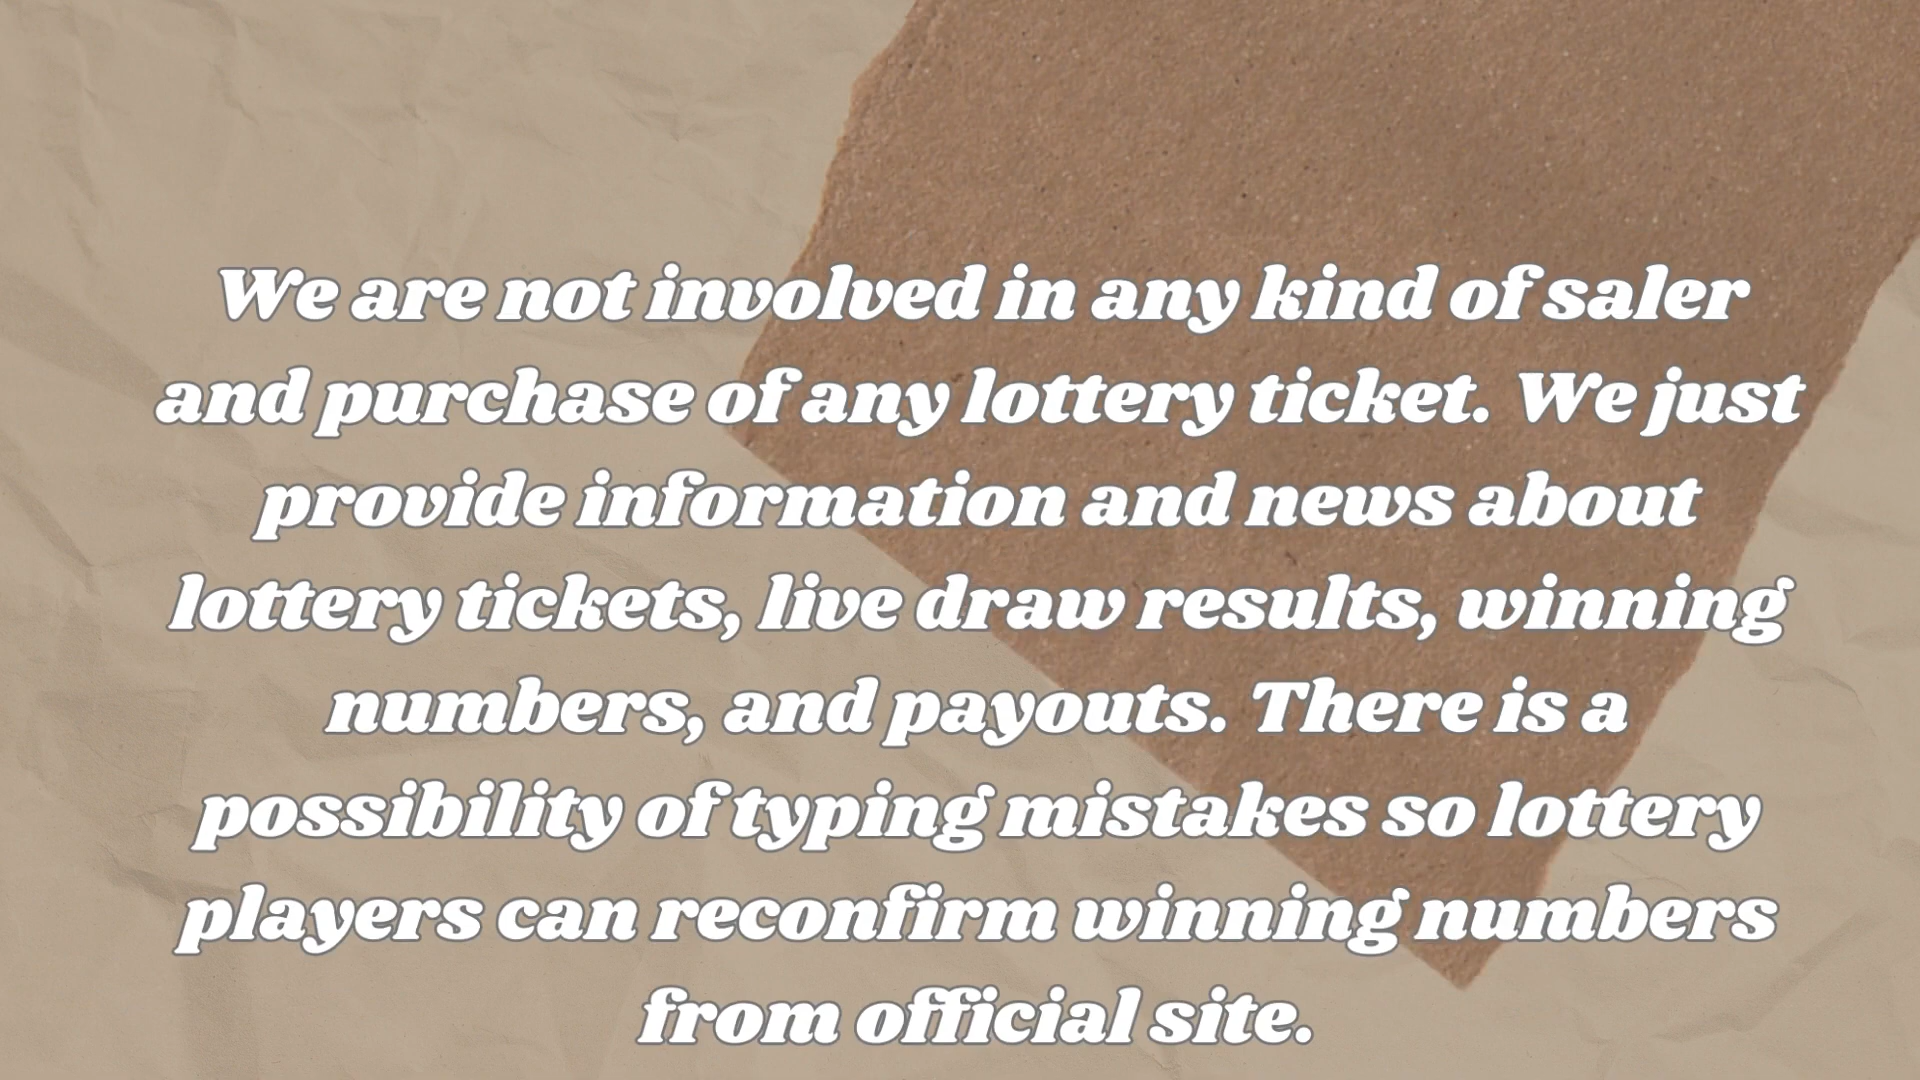 We are not involved in any kind of saler
and purchase of any lottery ticket. We just
provide information and news about
lottery tickets, live draw results, winning
numbers, and payouts. There is a
possibility of typing mistakes so lottery
players can reconfirm winning numbers
from official site.